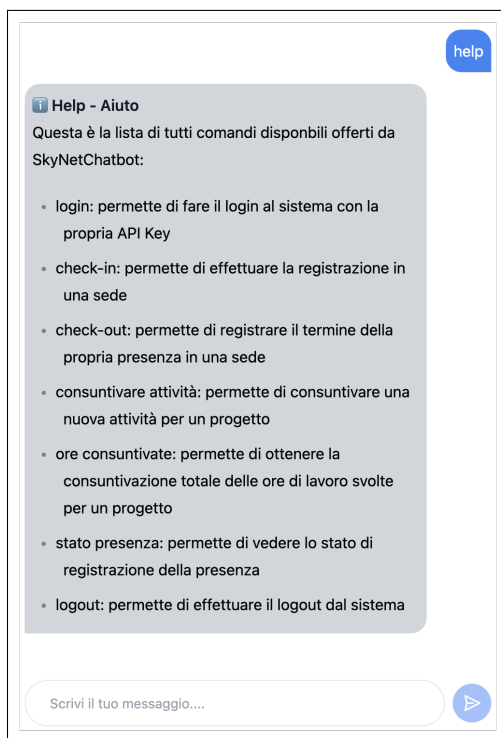 help
Help - Aiuto
Questa è la lista di tutti comandi disponbili offerti da
SkyNetChatbot:
login: permette di fare il login al sistema con la
propria API Key
check-in: permette di effettuare la registrazione in
una sede
check-out: permette di registrare il termine della
propria presenza in una sede
consuntivare attività: permette di consuntivare una
nuova attività per un progetto
ore consuntivate: permette di ottenere la
consuntivazione totale delle ore di lavoro svolte
per un progetto
stato presenza: permette di vedere lo stato di
registrazione della presenza
logout: permette di effettuare il logout dal sistema
Scrivi il tuo messaggio....